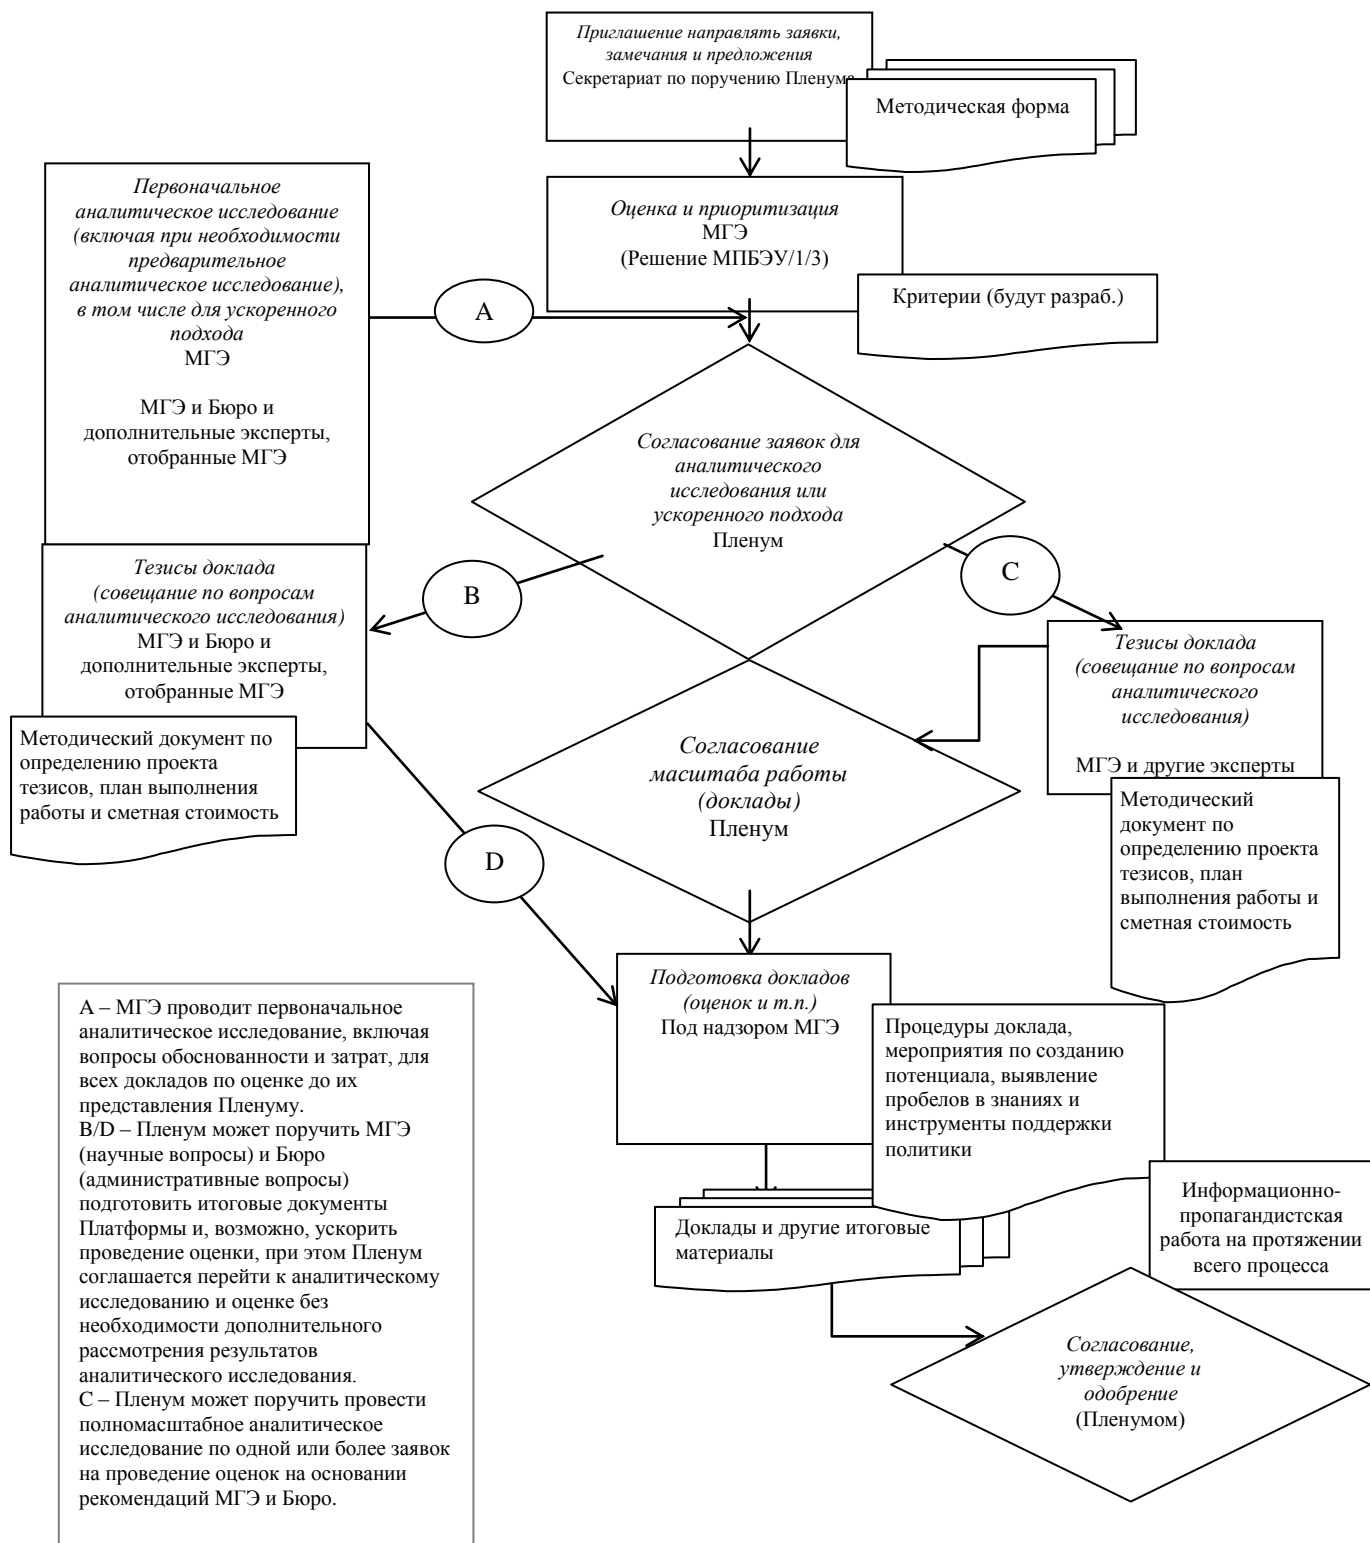 Приглашение направлять заявки,
замечания и предложения
Секретариат по поручению Пленума
Методическая форма
Первоначальное
аналитическое исследование
(включая при необходимости
предварительное
аналитическое исследование),
в том числе для ускоренного
подхода
МГЭ
МГЭ и Бюро и
дополнительные эксперты,
отобранные МГЭ
Оценка и приоритизация
МГЭ
(Решение МПБЭУ/1/3)
Критерии (будут разраб.)
A
Согласование заявок для
аналитического
исследования или
ускоренного подхода
Пленум
B
C
Тезисы доклада
(совещание по вопросам
аналитического исследования)
МГЭ и Бюро и
дополнительные эксперты,
отобранные МГЭ
Методический документ по
определению проекта
тезисов, план выполнения
работы и сметная стоимость
Тезисы доклада
(совещание по вопросам
аналитического
исследования)
МГЭ и другие эксперты
Методический
документ по
определению проекта
тезисов, план
выполнения работы и
сметная стоимость
Согласование
масштаба работы
(доклады)
Пленум
D
Подготовка докладов
(оценок и т.п.)
Под надзором МГЭ
Процедуры доклада,
мероприятия по созданию
потенциала, выявление
пробелов в знаниях и
инструменты поддержки
политики
Доклады и другие итоговые
материалы
Информационно-
пропагандистская
работа на протяжении
всего процесса
Согласование,
утверждение и
одобрение
(Пленумом)
A – МГЭ проводит первоначальное
аналитическое исследование, включая
вопросы обоснованности и затрат, для
всех докладов по оценке до их
представления Пленуму.
B/D – Пленум может поручить МГЭ
(научные вопросы) и Бюро
(административные вопросы)
подготовить итоговые документы
Платформы и, возможно, ускорить
проведение оценки, при этом Пленум
соглашается перейти к аналитическому
исследованию и оценке без
необходимости дополнительного
рассмотрения результатов
аналитического исследования.
C – Пленум может поручить провести
полномасштабное аналитическое
исследование по одной или более заявок
на проведение оценок на основании
рекомендаций МГЭ и Бюро.